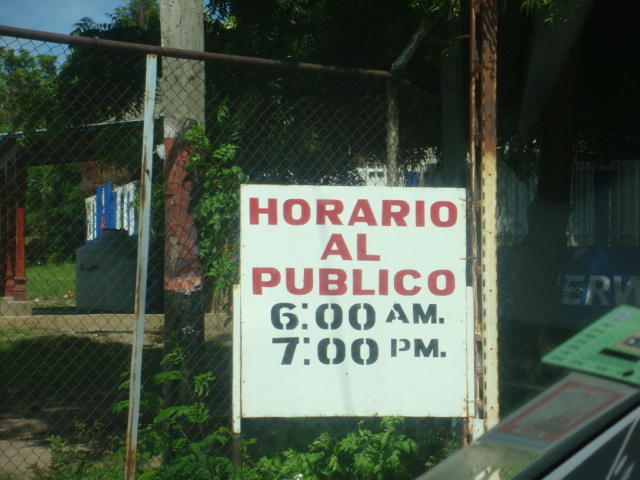 HORARIO
AL
PUBLICO
6:00 AM.
7:00 PM.